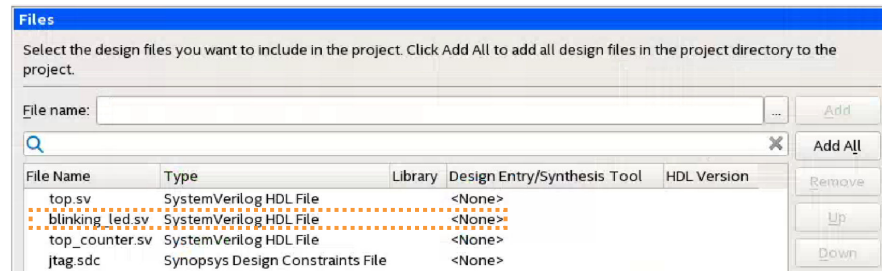 Files
Select the design files you want to include in the project. Click Add All to add all design files in the project directory to the
project.
File name: ... Add
Add All
File Name Type Library Design Entry/Synthesis Tool HDL Version
Remove
top.sv SystemVerilog HDL File <None>
blinking_led.sv SystemVerilog HDL File <None> Up
top_counter.sv SystemVerilog HDL File <None>
jtag.sdc Synopsys Design Constraints File <None> Down